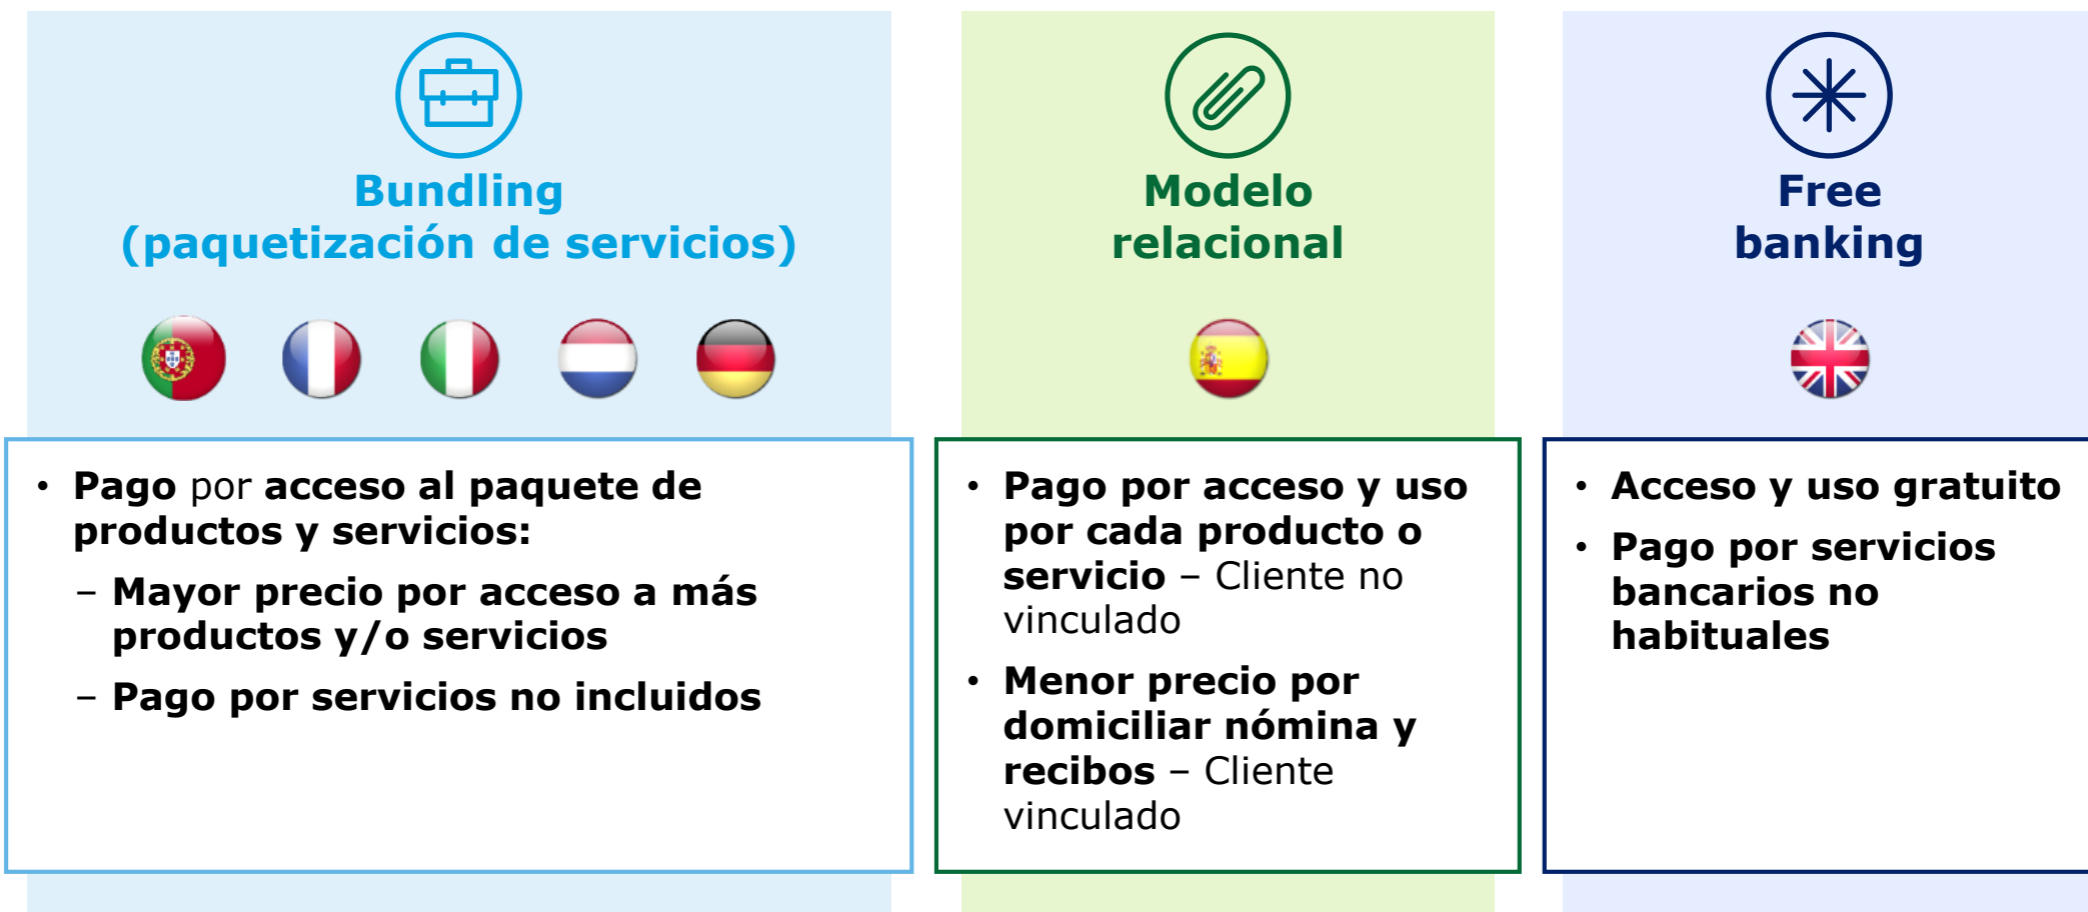 Bundling
(paquetización de servicios)
• Pago por acceso al paquete de
productos y servicios:
– Mayor precio por acceso a más
productos y/o servicios
– Pago por servicios no incluidos
Modelo
relacional
• Pago por acceso y uso
por cada producto o
servicio – Cliente no
vinculado
• Menor precio por
domiciliar nómina y
recibos – Cliente
vinculado
Free
banking
• Acceso y uso gratuito
• Pago por servicios
bancarios no
habituales